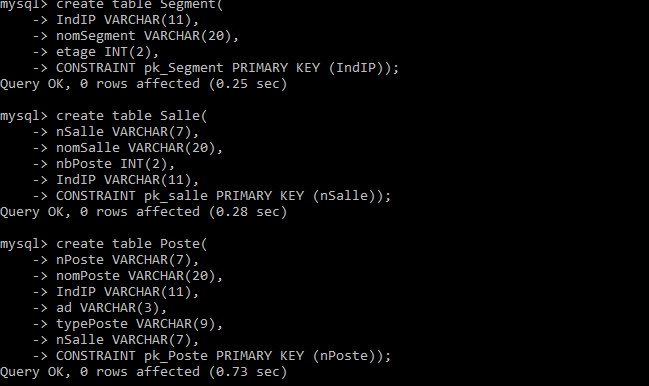 mysql> create table Segment(
    -> IndIP VARCHAR(11),
    -> nomSegment VARCHAR(20),
    -> etage INT(2),
    -> CONSTRAINT pk_Segment PRIMARY KEY (IndIP));
Query OK, 0 rows affected (0.25 sec)
mysql> create table Salle(
    -> nSalle VARCHAR(7),
    -> nomSalle VARCHAR(20),
    -> nbPoste INT(2),
    -> IndIP VARCHAR(11),
    -> CONSTRAINT pk_salle PRIMARY KEY (nSalle));
Query OK, 0 rows affected (0.28 sec)
mysql> create table Poste(
    -> nPoste VARCHAR(7),
    -> nomPoste VARCHAR(20),
    -> IndIP VARCHAR(11),
    -> ad VARCHAR(3),
    -> typePoste VARCHAR(9),
    -> nSalle VARCHAR(7),
    -> CONSTRAINT pk_Poste PRIMARY KEY (nPoste));
Query OK, 0 rows affected (0.73 sec)